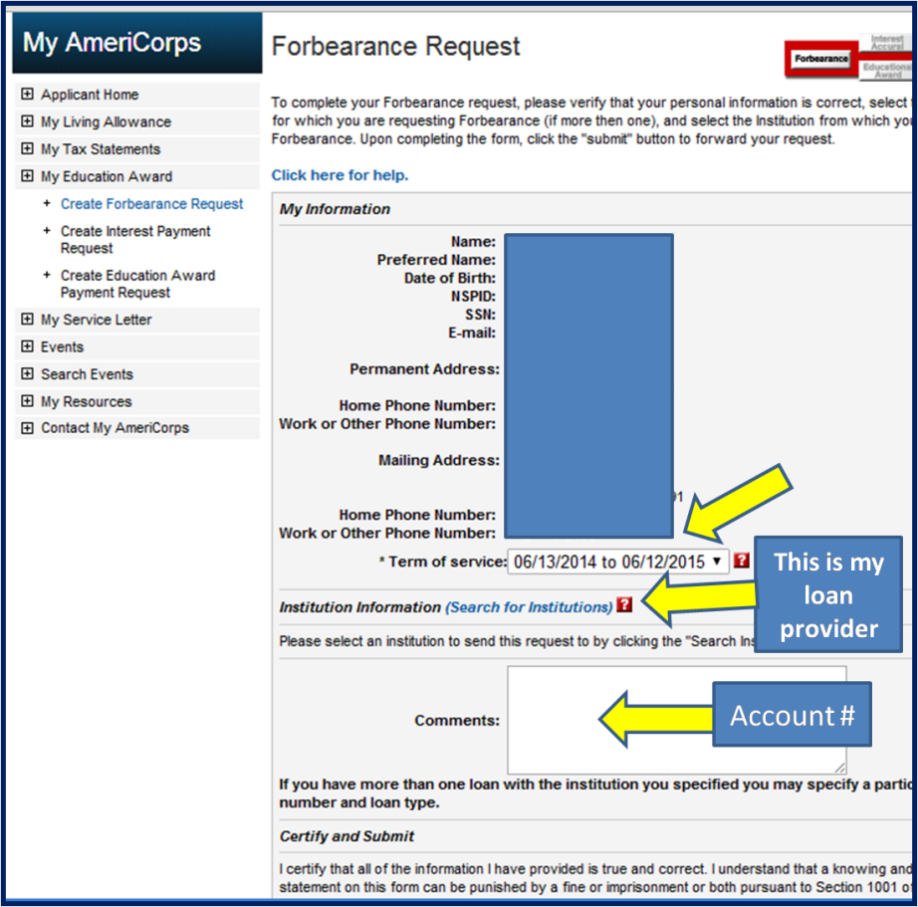 My AmeriCorps
Applicant Home
My Living Allowance
My Tax Statements
My Education Award
+ Create Forbearance Request
+ Create Interest Payment
Request
+ Create Education Award
Payment Request
My Service Letter
Events
Search Events
My Resources
Contact My AmeriCorps
Forbearance Request
Forbearance
Interest
Accural
Educational
Award
To complete your Forbearance request, please verify that your personal information is correct, select
for which you are requesting Forbearance (if more then one), and select the Institution from which you
Forbearance. Upon completing the form, click the "submit" button to forward your request.
Click here for help.
My Information
Name:
Preferred Name:
Date of Birth:
NSPID:
SSN:
E-mail:
Permanent Address:
Home Phone Number:
Work or Other Phone Number:
Mailing Address:
91
Home Phone Number:
Work or Other Phone Number:
* Term of service: 06/13/2014 to 06/12/2015 ▼ ?
This is my
loan
provider
Institution Information (Search for Institutions) ?
Please select an institution to send this request to by clicking the "Search Ins
Comments:
Account #
If you have more than one loan with the institution you specified you may specify a partic
number and loan type.
Certify and Submit
I certify that all of the information I have provided is true and correct. I understand that a knowing and
statement on this form can be punished by a fine or imprisonment or both pursuant to Section 1001 of